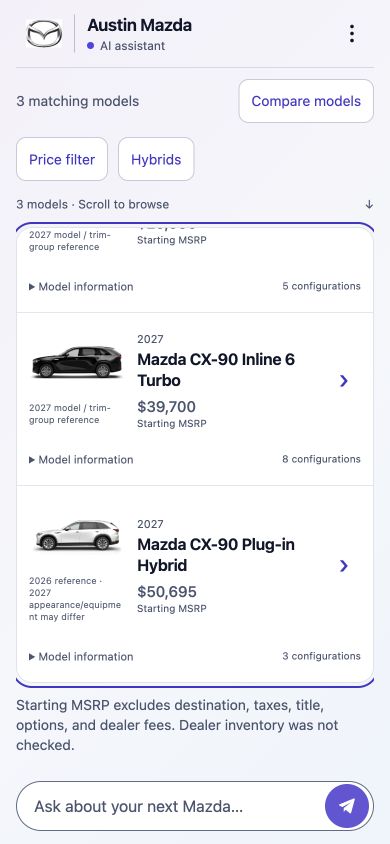 Austin Mazda
AI assistant
3 matching models
Compare models
Price filter
Hybrids
3 models · Scroll to browse
↓
2027 model / trim-
group reference
Starting MSRP
▶ Model information
5 configurations
2027
Mazda CX-90 Inline 6
Turbo
$39,700
Starting MSRP
2027 model / trim-
group reference
▶ Model information
8 configurations
2027
Mazda CX-90 Plug-in
Hybrid
$50,695
Starting MSRP
2026 reference ·
2027
appearance/equipme
nt may differ
▶ Model information
3 configurations
Starting MSRP excludes destination, taxes, title,
options, and dealer fees. Dealer inventory was not
checked.
Ask about your next Mazda...